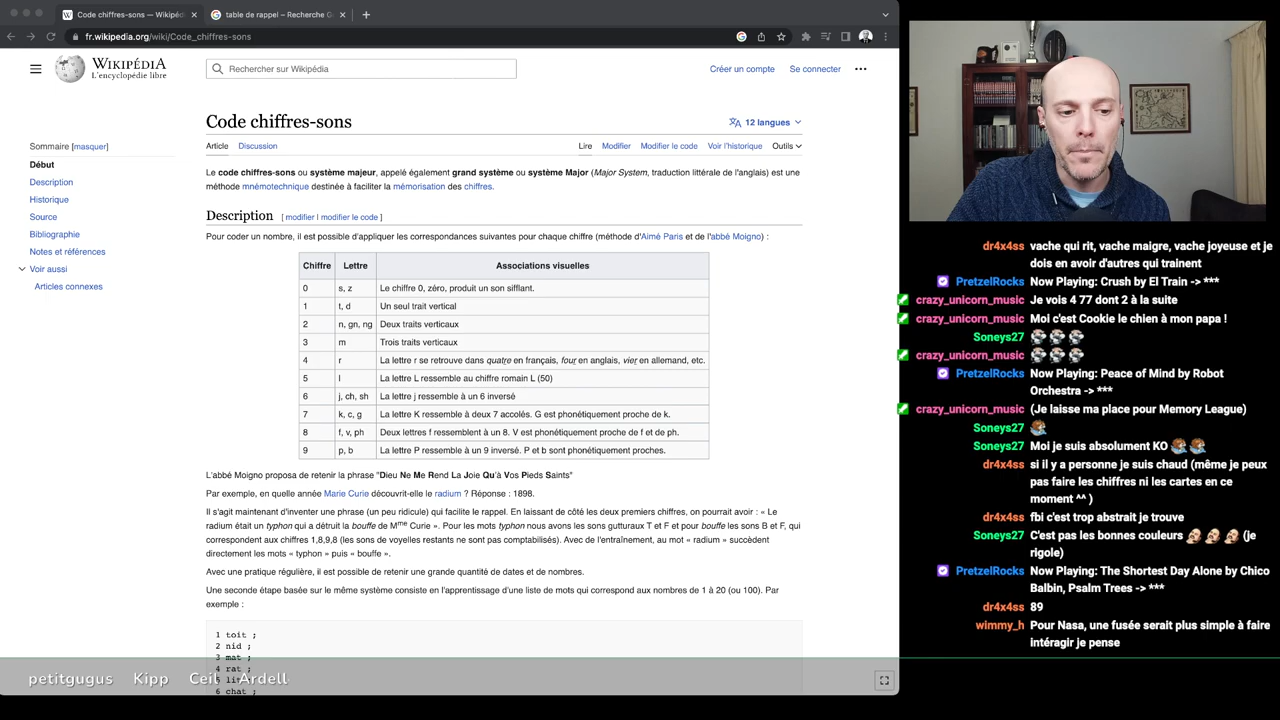 Code chiffres-sons — Wikipéd
table de rappel – Recherche G
fr.wikipedia.org/wiki/Code_chiffres-sons
WIKIPÉDIA
L'encyclopédie libre
Rechercher sur Wikipédia
Créer un compte
Se connecter
Sommaire [masquer]
Début
Description
Historique
Source
Bibliographie
Notes et références
Voir aussi
Articles connexes
Code chiffres-sons
12 langues
Article Discussion Lire Modifier Modifier le code Voir l'historique Outils
Le code chiffres-sons ou système majeur, appelé également grand système ou système Major (Major System, traduction littérale de l'anglais) est une
méthode mnémotechnique destinée à faciliter la mémorisation des chiffres.
Description [ modifier | modifier le code ]
Pour coder un nombre, il est possible d'appliquer les correspondances suivantes pour chaque chiffre (méthode d'Aimé Paris et de l'abbé Moigno) :
Chiffre Lettre Associations visuelles
0 s, z Le chiffre 0, zéro, produit un son sifflant.
1 t, d Un seul trait vertical
2 n, gn, ng Deux traits verticaux
3 m Trois traits verticaux
4 r La lettre r se retrouve dans quatre en français, four en anglais, vier en allemand, etc.
5 l La lettre L ressemble au chiffre romain L (50)
6 j, ch, sh La lettre j ressemble à un 6 inversé
7 k, c, g La lettre K ressemble à deux 7 accolés. G est phonétiquement proche de k.
8 f, v, ph Deux lettres f ressemblent à un 8. V est phonétiquement proche de f et de ph.
9 p, b La lettre P ressemble à un 9 inversé. P et b sont phonétiquement proches.
L'abbé Moigno proposa de retenir la phrase "Dieu Ne Me Rend La Joie Qu'à Vos Pieds Saints"
Par exemple, en quelle année Marie Curie découvrit-elle le radium ? Réponse : 1898.
Il s'agit maintenant d'inventer une phrase (un peu ridicule) qui facilite le rappel. En laissant de côté les deux premiers chiffres, on pourrait avoir : « Le
radium était un typhon qui a détruit la bouffe de Mme Curie ». Pour les mots typhon nous avons les sons gutturaux T et F et pour bouffe les sons B et F, qui
correspondent aux chiffres 1,8,9,8 (les sons de voyelles restants ne sont pas comptabilisés). Avec de l'entraînement, au mot « radium » succèdent
directement les mots « typhon » puis « bouffe ».
Avec une pratique régulière, il est possible de retenir une grande quantité de dates et de nombres.
Une seconde étape basée sur le même système consiste en l'apprentissage d'une liste de mots qui correspond aux nombres de 1 à 20 (ou 100). Par
exemple :
1 toit ;
2 nid ;
3 mat ;
4 rat ;
6 chat ;
petitgugus Kipp Ceil Ardell
dr4x4ss vache qui rit, vache maigre, vache joyeuse et je
dois en avoir d'autres qui trainent
PretzelRocks Now Playing: Crush by El Train -> ***
crazy_unicorn_music Je vois 4 77 dont 2 à la suite
crazy_unicorn_music Moi c'est Cookie le chien à mon papa !
Soneys27
crazy_unicorn_music
PretzelRocks Now Playing: Peace of Mind by Robot
Orchestra -> ***
crazy_unicorn_music (Je laisse ma place pour Memory League)
Soneys27
Soneys27 Moi je suis absolument KO
dr4x4ss si il y a personne je suis chaud (même je peux
pas faire les chiffres ni les cartes en ce
moment ^^ )
dr4x4ss fbi c'est trop abstrait je trouve
Soneys27 C'est pas les bonnes couleurs (je
rigole)
PretzelRocks Now Playing: The Shortest Day Alone by Chico
Balbin, Psalm Trees -> ***
dr4x4ss 89
wimmy_h Pour Nasa, une fusée serait plus simple à faire
intéragir je pense